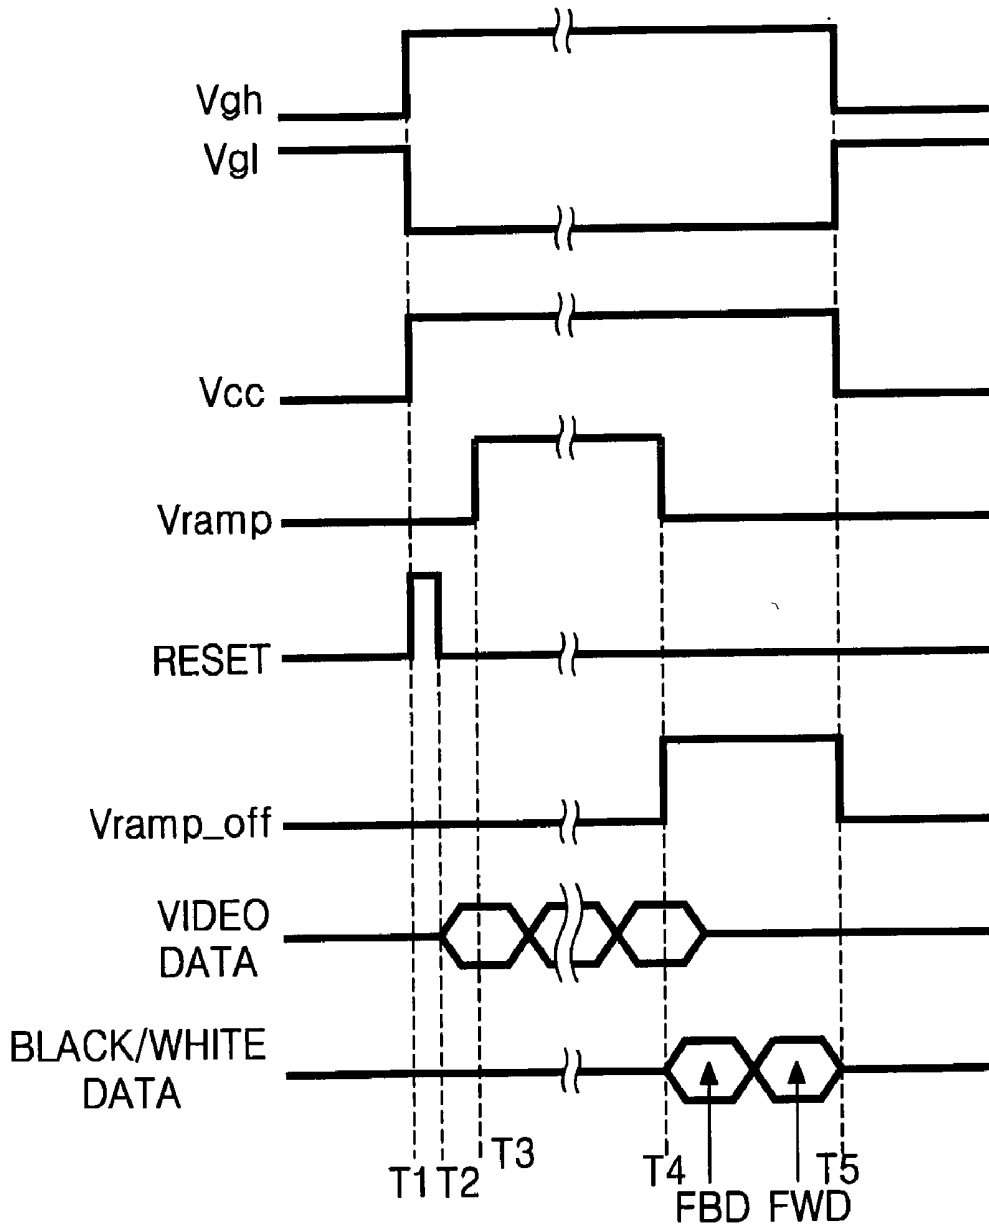 Vgh
Vgl
Vcc
Vramp
RESET
Vramp_off
VIDEO
DATA
BLACK/WHITE
DATA
T1
T2
T3
T4
T5
FBD
FWD